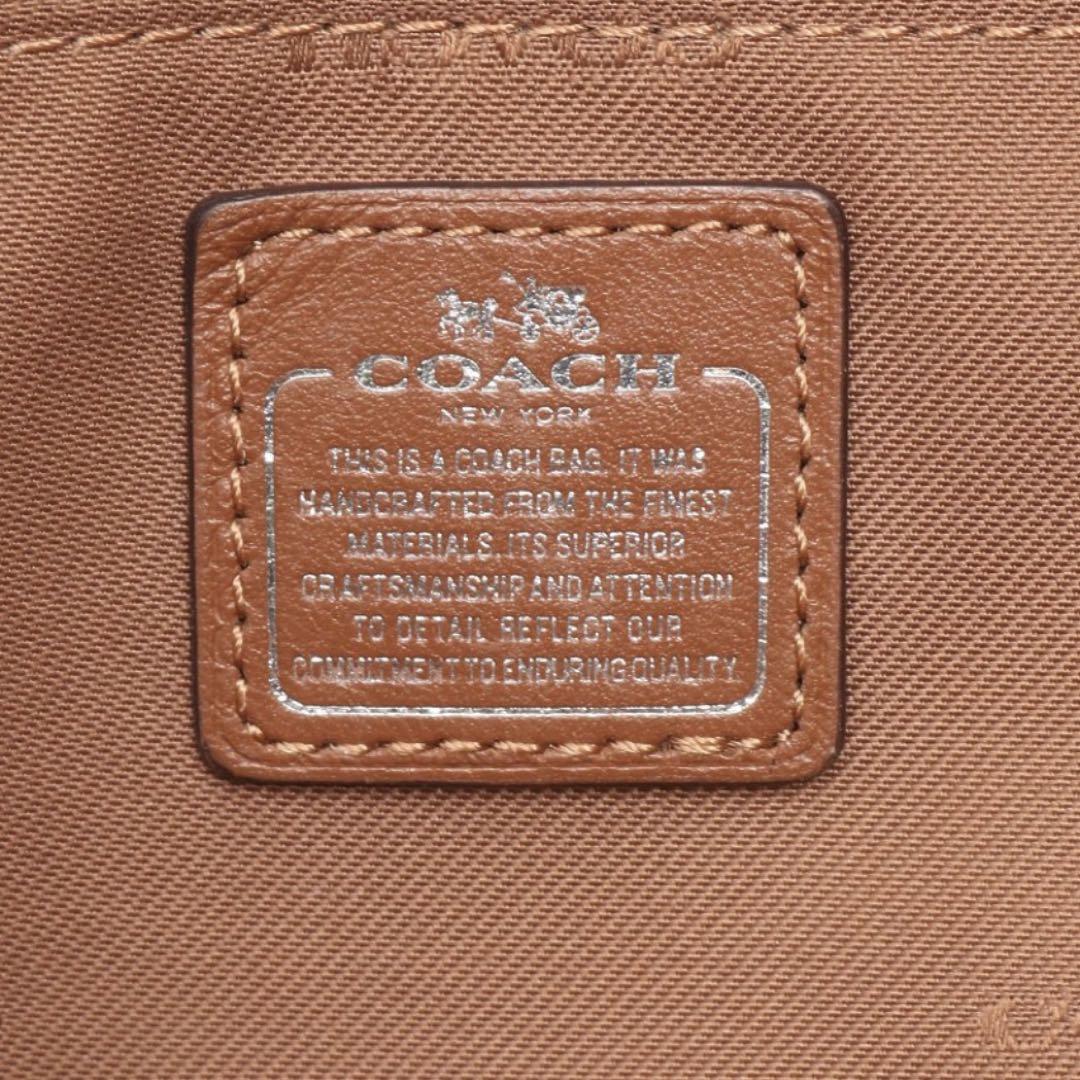 COACH
NEW YORK
THIS IS A COACH BAG. IT WAS
HANDCRAFTED FROM THE FINEST
MATERIALS. ITS SUPERIOR
CRAFTSMANSHIP AND ATTENTION
TO DETAIL REFLECT OUR
COMMITMENT TO ENDURING QUALITY.